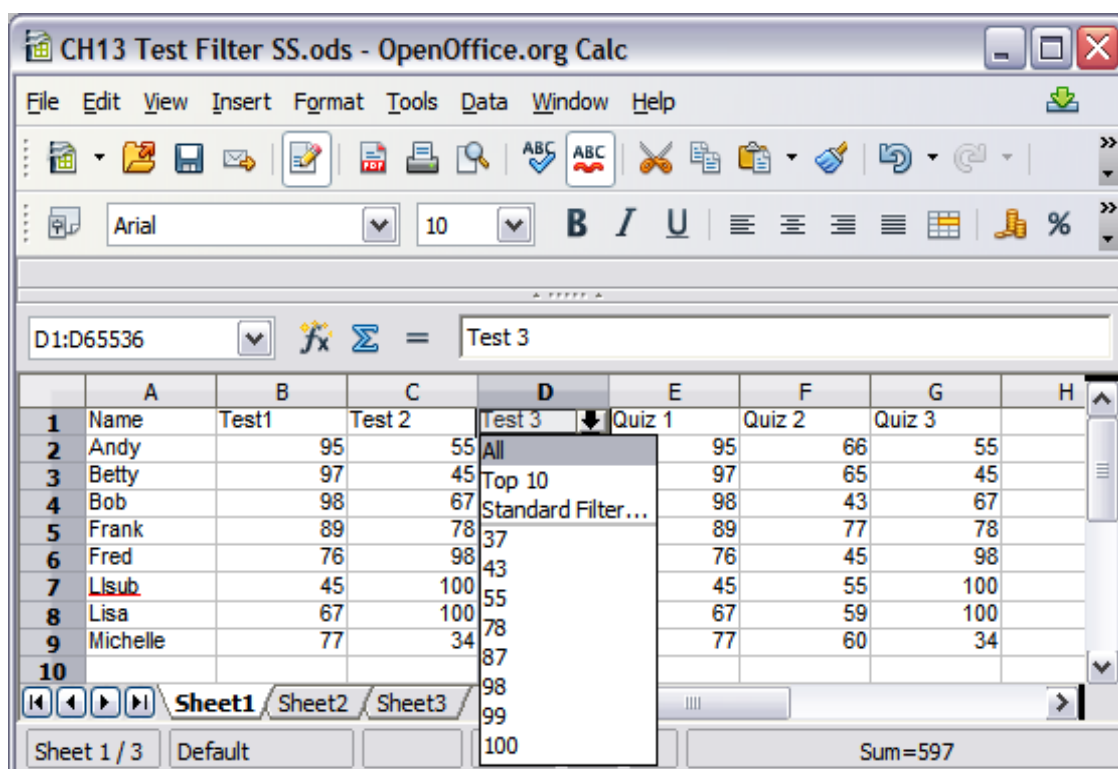 CH13 Test Filter SS.ods - OpenOffice.org Calc
File Edit View Insert Format Tools Data Window Help
PDF ABC ABC
Arial 10 B I U %
D1:D65536 fx Σ = Test 3
A B C D E F G H
1 Name Test1 Test 2 Test 3 Quiz 1 Quiz 2 Quiz 3
2 Andy 95 55 All 95 66 55
3 Betty 97 45 Top 10 97 65 45
4 Bob 98 67 Standard Filter... 98 43 67
5 Frank 89 78 37 89 77 78
6 Fred 76 98 43 76 45 98
7 Llsub 45 100 55 45 55 100
8 Lisa 67 100 78 67 59 100
9 Michelle 77 34 87 77 60 34
10
98
Sheet1 Sheet2 Sheet3
99
100
Sheet 1 / 3 Default Sum=597